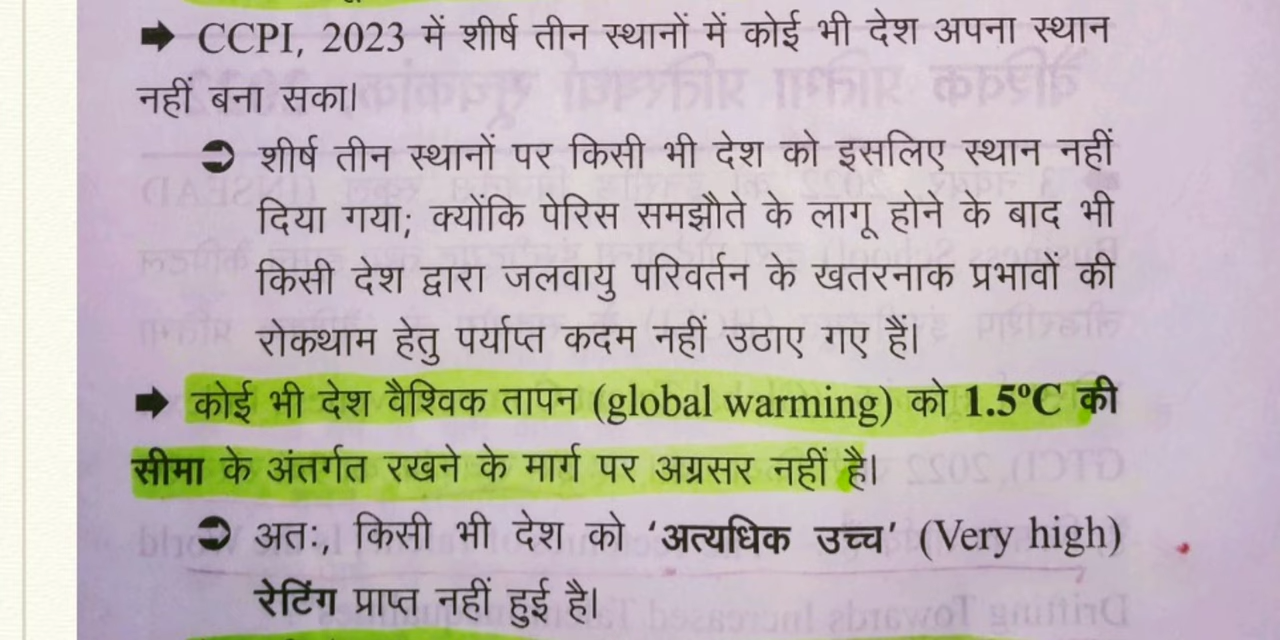 ➡ CCPI, 2023 में शीर्ष तीन स्थानों में कोई भी देश अपना स्थान
नहीं बना सका।
➲ शीर्ष तीन स्थानों पर किसी भी देश को इसलिए स्थान नहीं
दिया गया; क्योंकि पेरिस समझौते के लागू होने के बाद भी
किसी देश द्वारा जलवायु परिवर्तन के खतरनाक प्रभावों की
रोकथाम हेतु पर्याप्त कदम नहीं उठाए गए हैं।
➡ कोई भी देश वैश्विक तापन (global warming) को 1.5°C की
सीमा के अंतर्गत रखने के मार्ग पर अग्रसर नहीं है।
➲ अतः, किसी भी देश को 'अत्यधिक उच्च' (Very high)
रेटिंग प्राप्त नहीं हुई है।